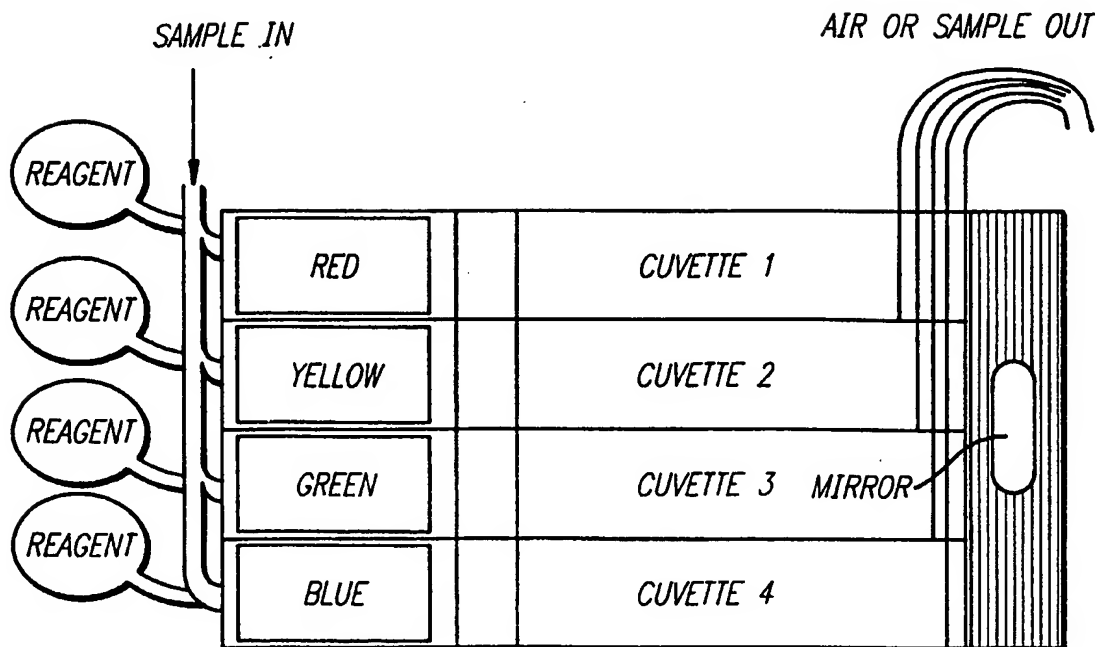 SAMPLE IN
AIR OR SAMPLE OUT
REAGENT
RED
CUVETTE 1
REAGENT
YELLOW
CUVETTE 2
REAGENT
GREEN
CUVETTE 3
MIRROR
REAGENT
BLUE
CUVETTE 4